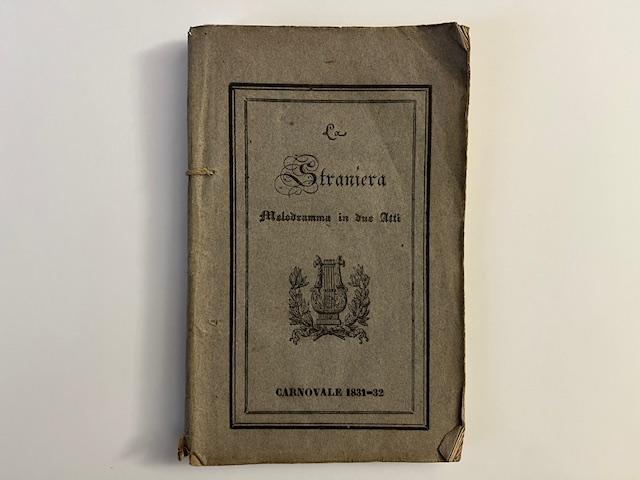 La
Straniera
Melodramma in due Atti
CARNOVALE 1831=32